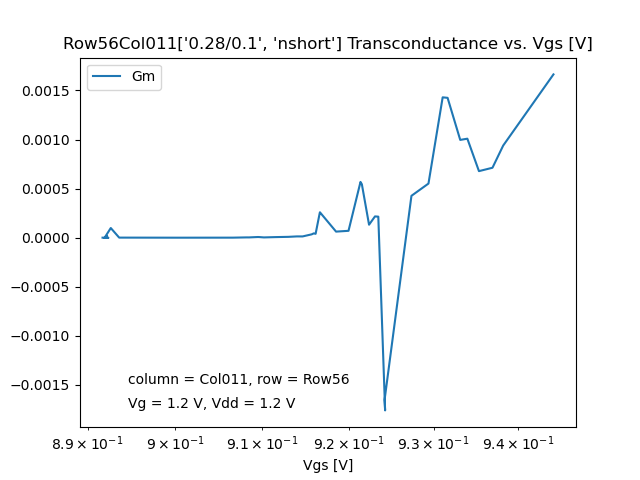 Row56Col011['0.28/0.1', 'nshort'] Transconductance vs. Vgs [V]
Gm
0.0015
0.0010
0.0005
0.0000
−0.0005
−0.0010
−0.0015
column = Col011, row = Row56
Vg = 1.2 V, Vdd = 1.2 V
8.9 × 10⁻¹ 9 × 10⁻¹ 9.1 × 10⁻¹ 9.2 × 10⁻¹ 9.3 × 10⁻¹ 9.4 × 10⁻¹
Vgs [V]